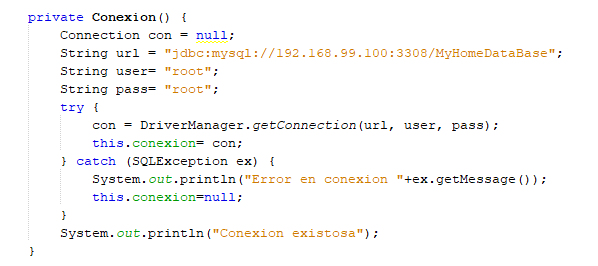 private Conexion() {
Connection con = null;
String url = "jdbc:mysql://192.168.99.100:3308/MyHomeDataBase";
String user= "root";
String pass= "root";
try {
con = DriverManager.getConnection(url, user, pass);
this.conexion= con;
} catch (SQLException ex) {
System.out.println("Error en conexion "+ex.getMessage());
this.conexion=null;
}
System.out.println("Conexion existosa");
}